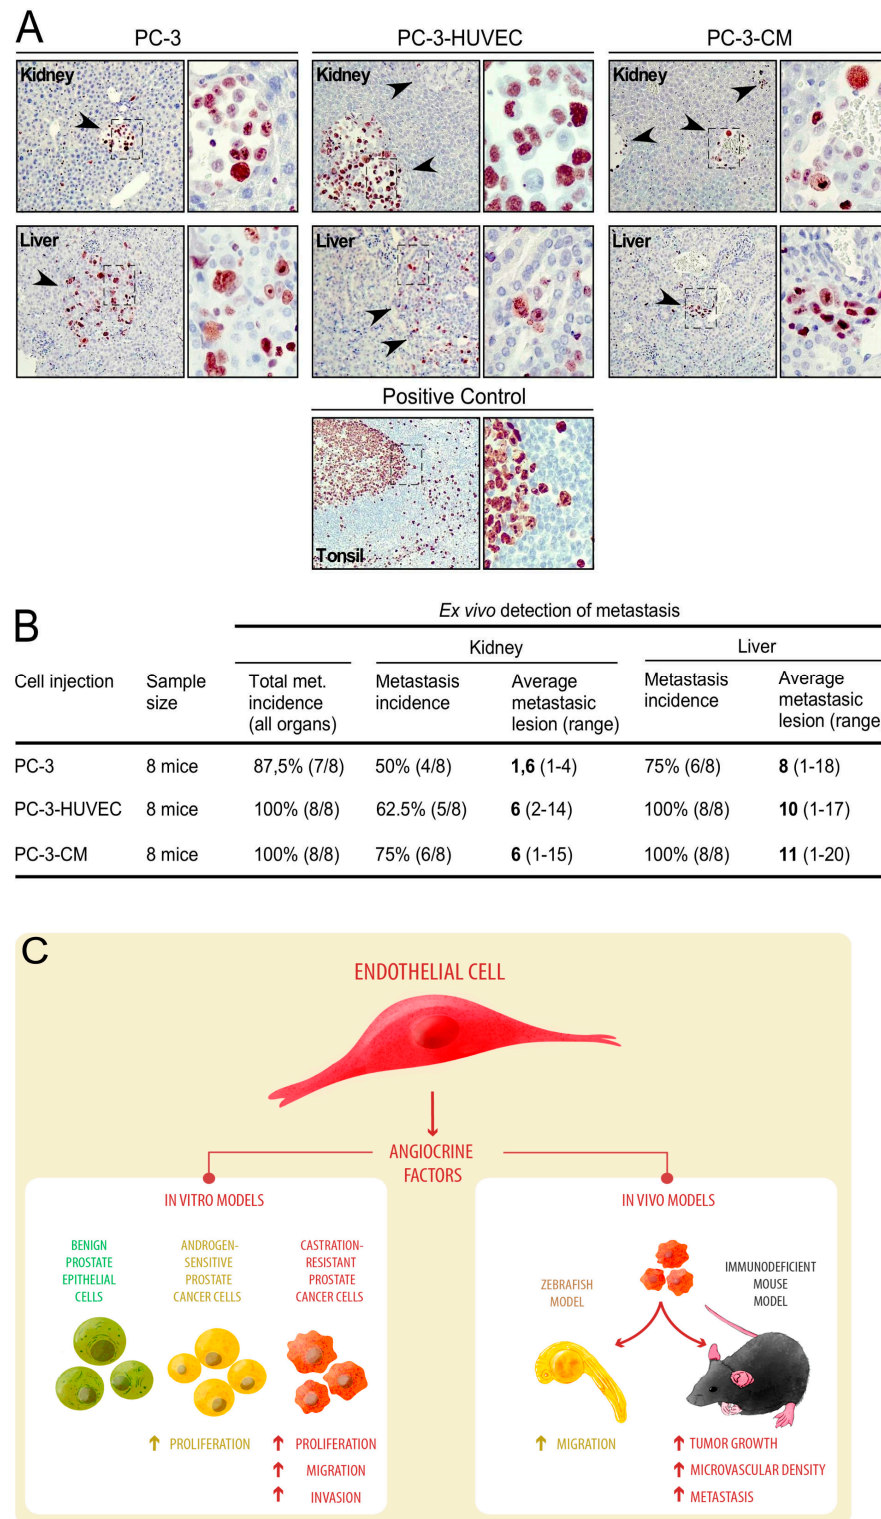 A
PC-3
PC-3-HUVEC
PC-3-CM
Kidney
Kidney
Kidney
Liver
Liver
Liver
Positive Control
Tonsil
B
Ex vivo detection of metastasis
Kidney
Liver
Cell injection
Sample
size
Total met.
incidence
(all organs)
Metastasis
incidence
Average
metastasic
lesion (range)
Metastasis
incidence
Average
metastasic
lesion (range
PC-3 8 mice 87,5% (7/8) 50% (4/8) 1,6 (1-4) 75% (6/8) 8 (1-18)
PC-3-HUVEC 8 mice 100% (8/8) 62.5% (5/8) 6 (2-14) 100% (8/8) 10 (1-17)
PC-3-CM 8 mice 100% (8/8) 75% (6/8) 6 (1-15) 100% (8/8) 11 (1-20)
C
ENDOTHELIAL CELL
ANGIOCRINE
FACTORS
IN VITRO MODELS
BENIGN
PROSTATE
EPITHELIAL
CELLS
ANDROGEN-
SENSITIVE
PROSTATE
CANCER CELLS
CASTRATION-
RESISTANT
PROSTATE
CANCER CELLS
↑ PROLIFERATION
↑ PROLIFERATION
↑ MIGRATION
↑ INVASION
IN VIVO MODELS
ZEBRAFISH
MODEL
IMMUNODEFICIENT
MOUSE
MODEL
↑ MIGRATION
↑ TUMOR GROWTH
↑ MICROVASCULAR DENSITY
↑ METASTASIS